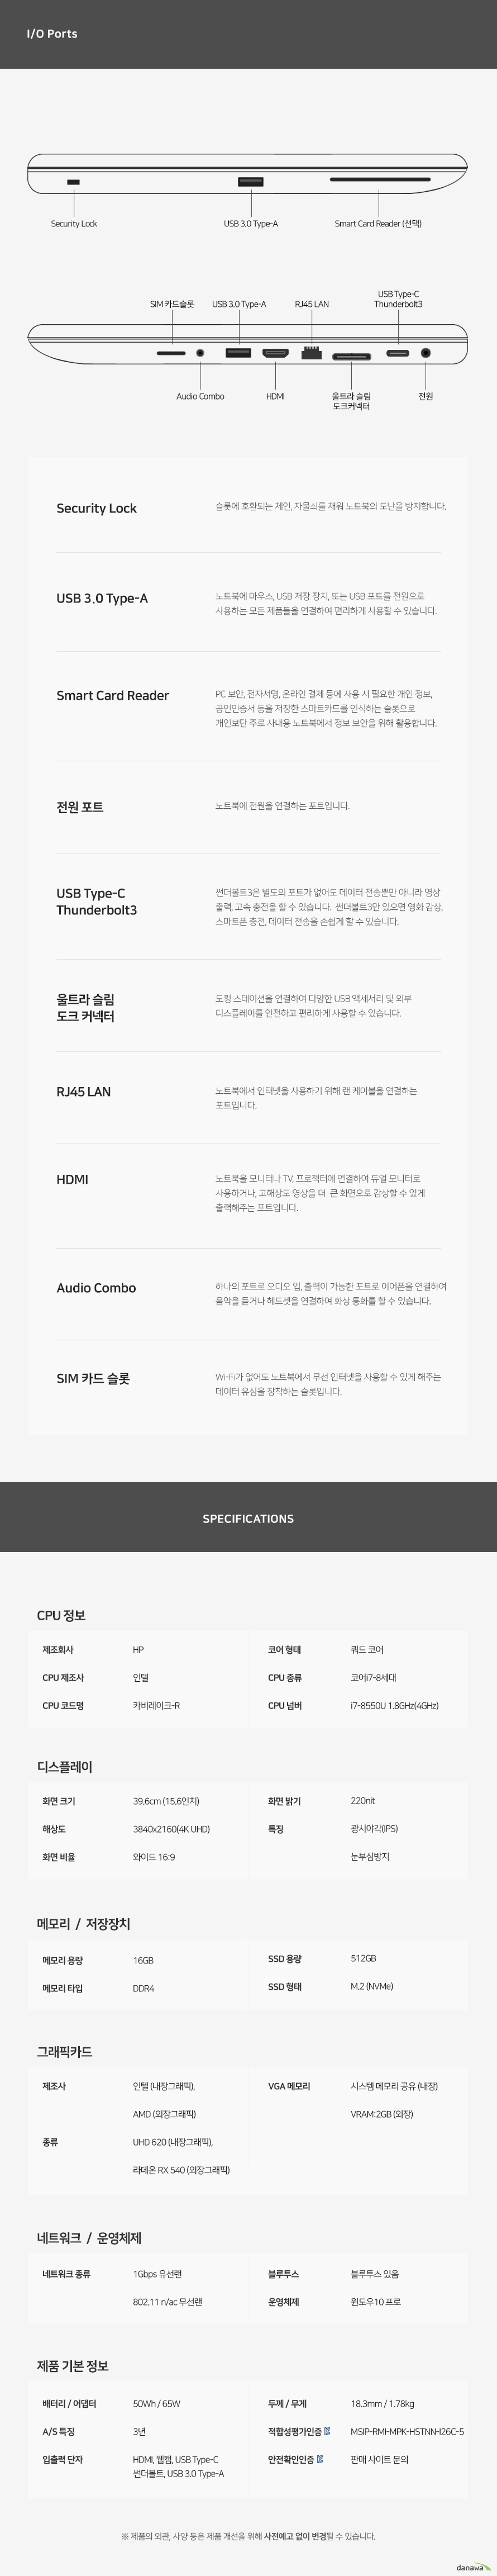 I/O Ports
Security Lock
USB 3.0 Type-A
Smart Card Reader (선택)
USB Type-C
Thunderbolt3
SIM 카드슬롯
USB 3.0 Type-A
RJ45 LAN
Audio Combo
HDMI
울트라 슬림
도크커넥터
전원
Security Lock
슬롯에 호환되는 체인, 자물쇠를 채워 노트북의 도난을 방지합니다.
USB 3.0 Type-A
노트북에 마우스, USB 저장 장치, 또는 USB 포트를 전원으로
사용하는 모든 제품들을 연결하여 편리하게 사용할 수 있습니다.
Smart Card Reader
PC 보안, 전자서명, 온라인 결제 등에 사용 시 필요한 개인 정보,
공인인증서 등을 저장한 스마트카드를 인식하는 슬롯으로
개인보단 주로 사내용 노트북에서 정보 보안을 위해 활용합니다.
전원 포트
노트북에 전원을 연결하는 포트입니다.
USB Type-C
Thunderbolt3
썬더볼트3은 별도의 포트가 없어도 데이터 전송뿐만 아니라 영상
출력, 고속 충전을 할 수 있습니다. 썬더볼트3만 있으면 영화 감상,
스마트폰 충전, 데이터 전송을 손쉽게 할 수 있습니다.
울트라 슬림
도크 커넥터
도킹 스테이션을 연결하여 다양한 USB 액세서리 및 외부
디스플레이를 안전하고 편리하게 사용할 수 있습니다.
RJ45 LAN
노트북에서 인터넷을 사용하기 위해 랜 케이블을 연결하는
포트입니다.
HDMI
노트북을 모니터나 TV, 프로젝터에 연결하여 듀얼 모니터로
사용하거나, 고해상도 영상을 더 큰 화면으로 감상할 수 있게
출력해주는 포트입니다.
Audio Combo
하나의 포트로 오디오 입, 출력이 가능한 포트로 이어폰을 연결하여
음악을 듣거나 헤드셋을 연결하여 화상 통화를 할 수 있습니다.
SIM 카드 슬롯
Wi-Fi가 없어도 노트북에서 무선 인터넷을 사용할 수 있게 해주는
데이터 유심을 장착하는 슬롯입니다.
SPECIFICATIONS
CPU 정보
제조회사 HP 코어 형태 쿼드 코어
CPU 제조사 인텔 CPU 종류 코어i7-8세대
CPU 코드명 카비레이크-R CPU 넘버 i7-8550U 1.8GHz(4GHz)
디스플레이
화면 크기 39.6cm (15.6인치) 화면 밝기 220nit
해상도 3840x2160(4K UHD) 특징 광시야각(IPS)
화면 비율 와이드 16:9 눈부심방지
메모리 / 저장장치
메모리 용량 16GB SSD 용량 512GB
메모리 타입 DDR4 SSD 형태 M.2 (NVMe)
그래픽카드
제조사 인텔 (내장그래픽), VGA 메모리 시스템 메모리 공유 (내장)
AMD (외장그래픽) VRAM:2GB (외장)
종류 UHD 620 (내장그래픽),
라데온 RX 540 (외장그래픽)
네트워크 / 운영체제
네트워크 종류 1Gbps 유선랜 블루투스 블루투스 있음
802.11 n/ac 무선랜 운영체제 윈도우10 프로
제품 기본 정보
배터리 / 어댑터 50Wh / 65W 두께 / 무게 18.3mm / 1.78kg
A/S 특징 3년 적합성평가인증 MSIP-RMI-MPK-HSTNN-I26C-5
입출력 단자 HDMI, 웹캠, USB Type-C 안전확인인증 판매 사이트 문의
썬더볼트, USB 3.0 Type-A
※ 제품의 외관, 사양 등은 제품 개선을 위해 사전예고 없이 변경될 수 있습니다.
danawa